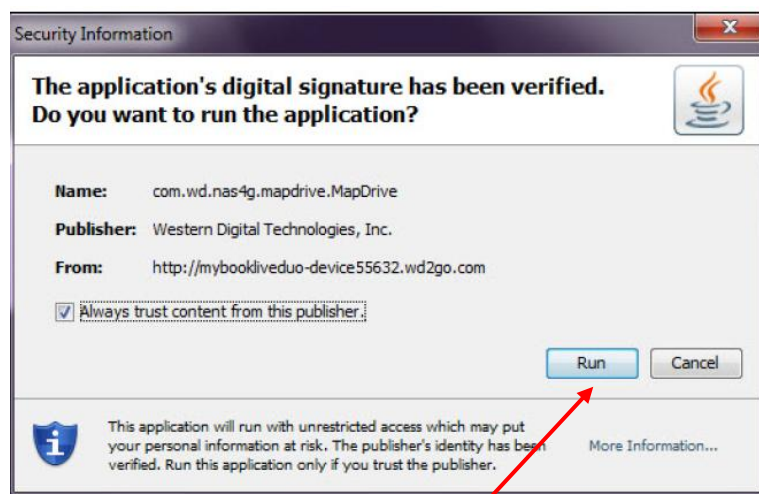 Security Information
The application's digital signature has been verified.
Do you want to run the application?
Name: com.wd.nas4g.mapdrive.MapDrive
Publisher: Western Digital Technologies, Inc.
From: http://mybookliveduo-device55632.wd2go.com
Always trust content from this publisher.
Run Cancel
This application will run with unrestricted access which may put
your personal information at risk. The publisher's identity has been
verified. Run this application only if you trust the publisher.
More Information...